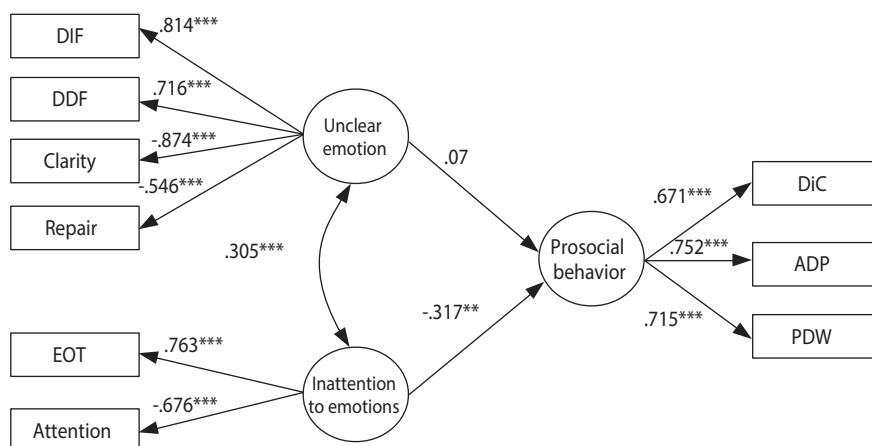 DIF
.814***
DDF
.716***
Clarity
-.874***
Repair
-.546***
Unclear
emotion
.07
.305***
EOT
.763***
Attention
-.676***
Inattention
to emotions
-.317**
Prosocial
behavior
.671***
DiC
.752***
ADP
.715***
PDW